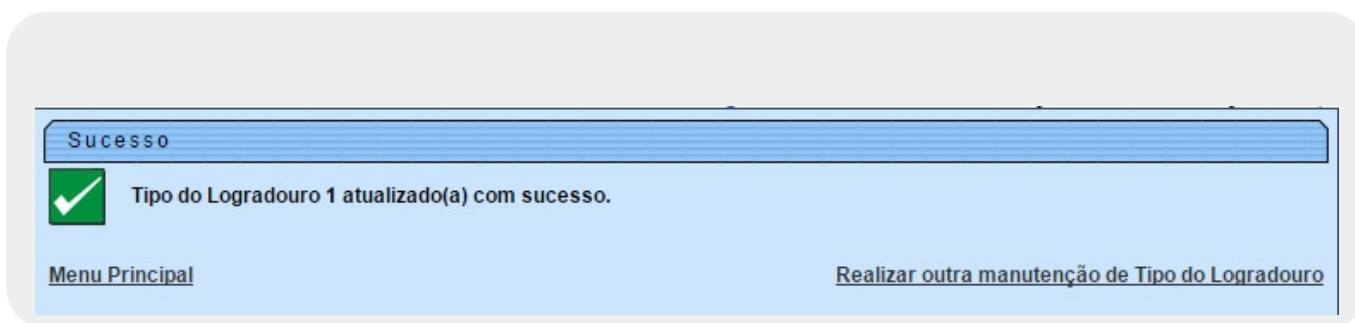 Sucesso
Tipo do Logradouro 1 atualizado(a) com sucesso.
Menu Principal
Realizar outra manutenção de Tipo do Logradouro